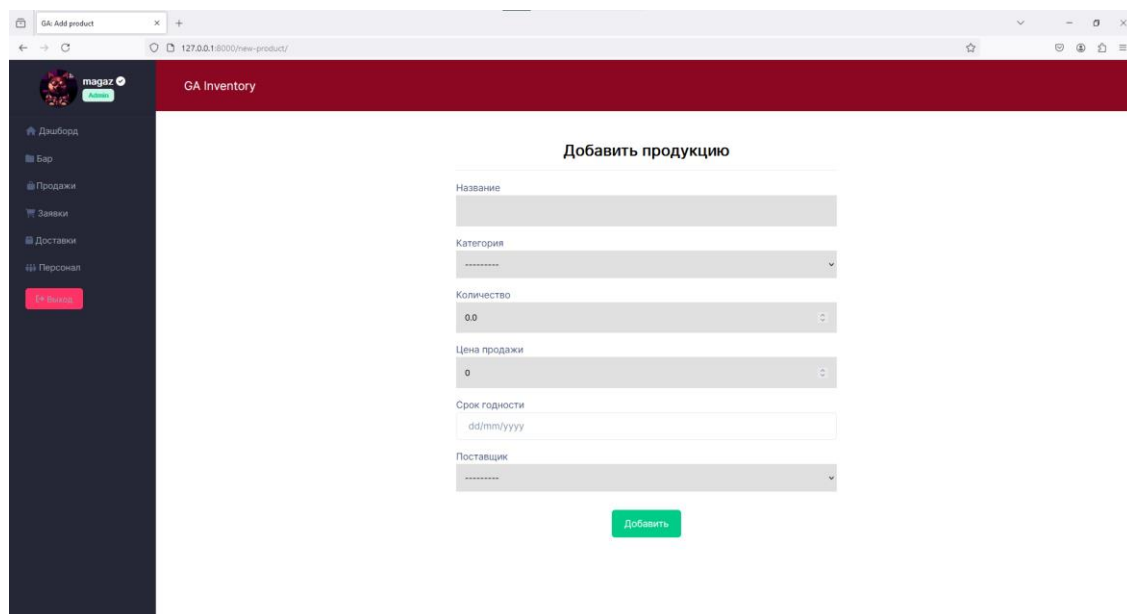 GA: Add product
127.0.0.1:8000/new-product/
magaz
Admin
GA Inventory
Дэшборд
Бар
Продажи
Заявки
Доставки
Персонал
Выход
Добавить продукцию
Название
Категория
---------
Количество
0.0
Цена продажи
0
Срок годности
dd/mm/yyyy
Поставщик
---------
Добавить